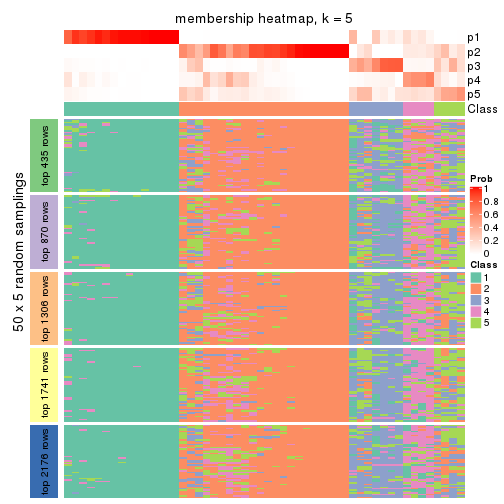 membership heatmap, k = 5
p1
p2
p3
p4
p5
Class
50 x 5 random samplings
top 435 rows
top 870 rows
top 1306 rows
top 1741 rows
top 2176 rows
Prob
1
0.8
0.6
0.4
0.2
0
Class
1
2
3
4
5